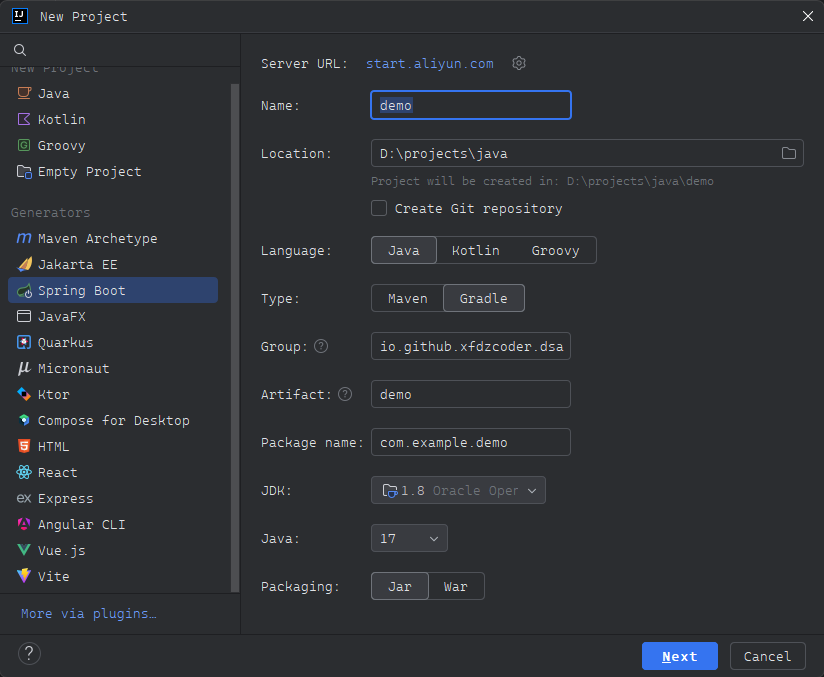 New Project
New Project
Java
Kotlin
Groovy
Empty Project
Generators
Maven Archetype
Jakarta EE
Spring Boot
JavaFX
Quarkus
Micronaut
Ktor
Compose for Desktop
HTML
React
Express
Angular CLI
Vue.js
Vite
More via plugins…
Server URL: start.aliyun.com
Name: demo
Location: D:\projects\java
Project will be created in: D:\projects\java\demo
Create Git repository
Language: Java Kotlin Groovy
Type: Maven Gradle
Group: io.github.xfdzcoder.dsa
Artifact: demo
Package name: com.example.demo
JDK: 1.8 Oracle Oper
Java: 17
Packaging: Jar War
? Next Cancel